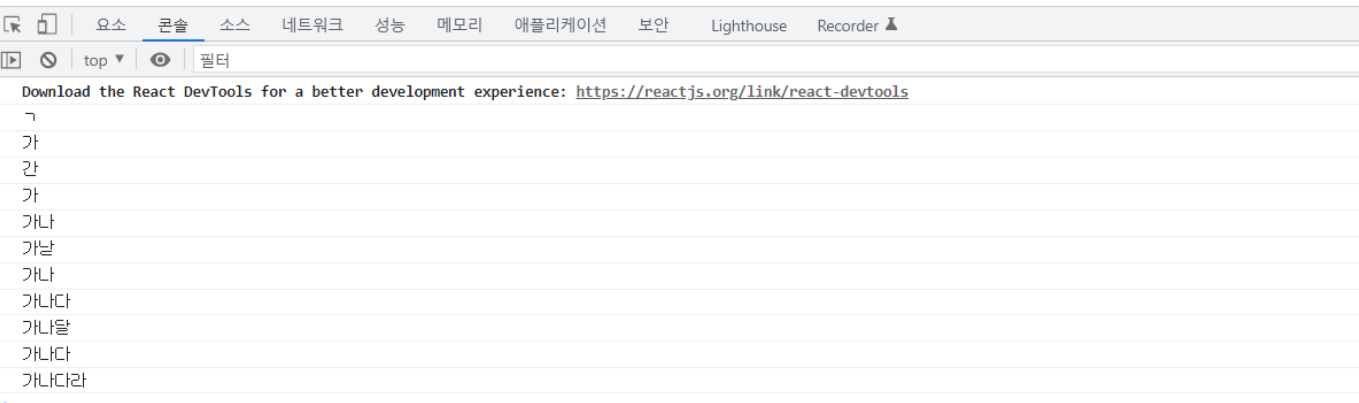 요소 콘솔 소스 네트워크 성능 메모리 애플리케이션 보안 Lighthouse Recorder
top ▼ 필터
Download the React DevTools for a better development experience: https://reactjs.org/link/react-devtools
ㄱ
가
간
가
가나
가낟
가나
가나다
가나달
가나다
가나다라